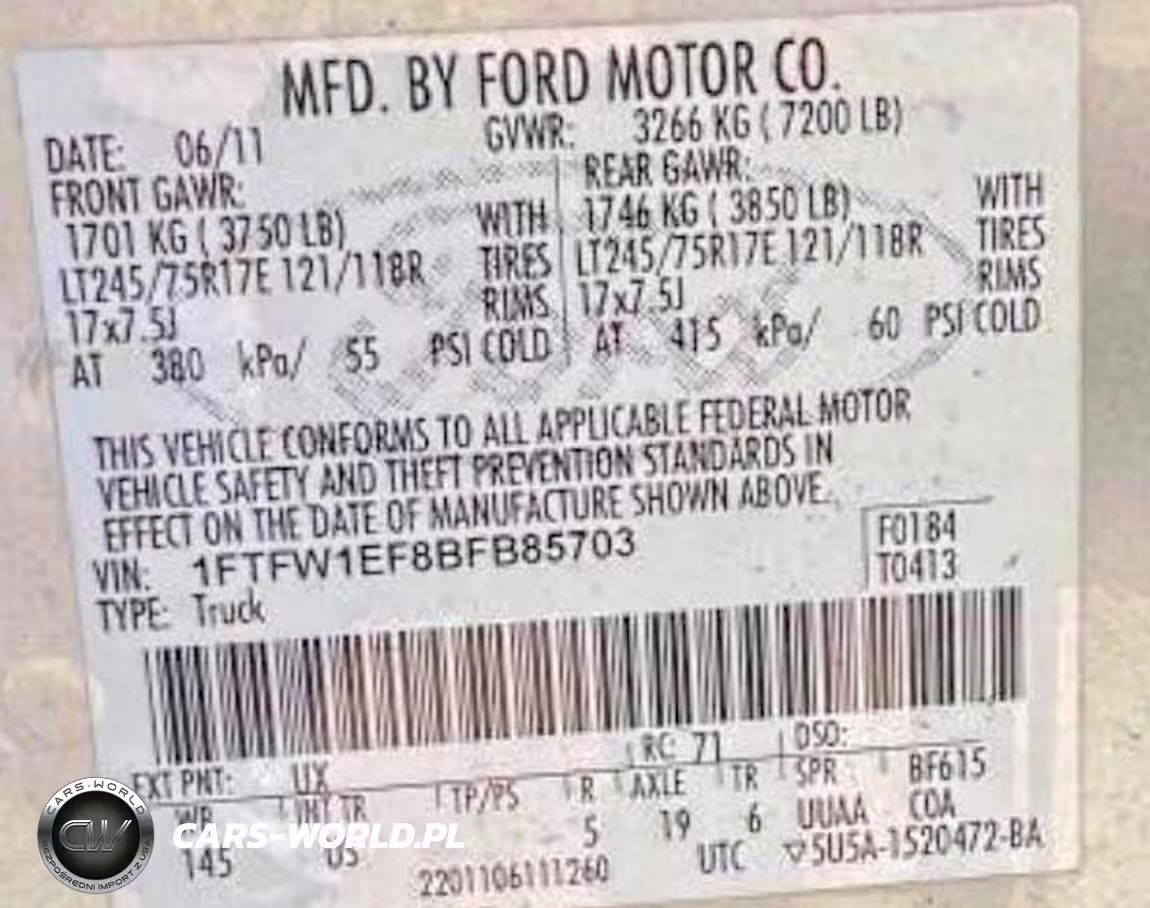 MFD. BY FORD MOTOR CO.
DATE: 06/11 GVWR: 3266 KG ( 7200 LB)
FRONT GAWR: REAR GAWR:
1701 KG ( 3750 LB) WITH 1746 KG ( 3850 LB) WITH
LT245/75R17E 121/118R TIRES LT245/75R17E 121/118R TIRES
17x7.5J RIMS 17x7.5J RIMS
AT 380 kPa/ 55 PSI COLD AT 415 kPa/ 60 PSI COLD
THIS VEHICLE CONFORMS TO ALL APPLICABLE FEDERAL MOTOR
VEHICLE SAFETY AND THEFT PREVENTION STANDARDS IN
EFFECT ON THE DATE OF MANUFACTURE SHOWN ABOVE.
VIN: 1FTFW1EF8BFB85703
F0184
T0413
TYPE: Truck
EXT PNT: UX RC: 71 DSO:
WB INT TR TP/PS R AXLE TR SPR BF615
145 5 19 6 UUAA COA
2201106111260 UTC ▽5U5A-1520472-BA
CARS-WORLD
CW
BEZPOŚREDNI IMPORT Z USA
CARS-WORLD.PL